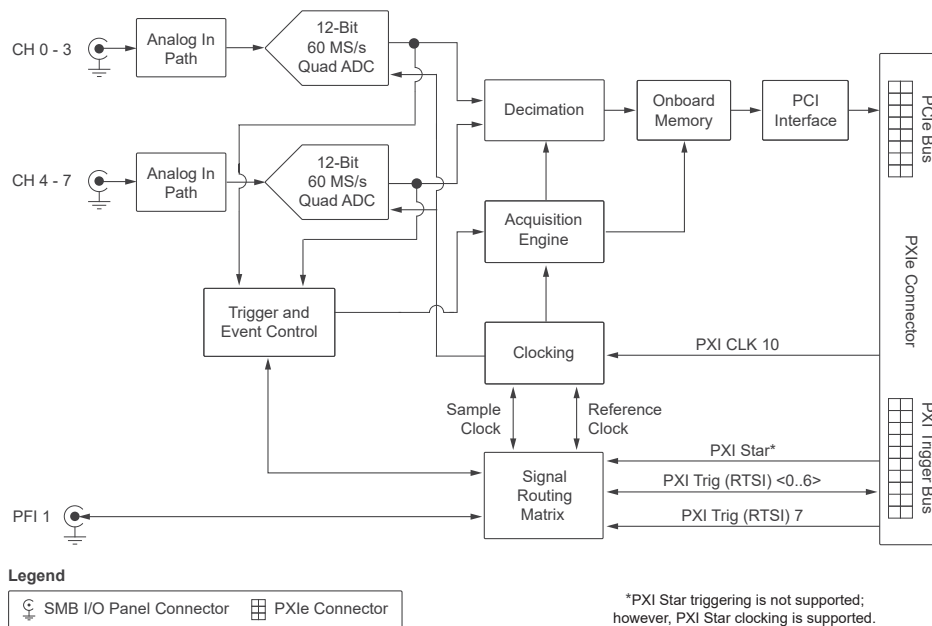 CH 0 - 3
Analog In
Path
12-Bit
60 MS/s
Quad ADC
Decimation
Onboard
Memory
PCI
Interface
PCIe Bus
CH 4 - 7
Analog In
Path
12-Bit
60 MS/s
Quad ADC
Acquisition
Engine
PXIe Connector
Trigger and
Event Control
Clocking
PXI CLK 10
Sample
Clock
Reference
Clock
PXI Trigger Bus
PXI Star*
Signal
Routing
Matrix
PXI Trig (RTSI) <0..6>
PXI Trig (RTSI) 7
PFI 1
Legend
SMB I/O Panel Connector
PXIe Connector
*PXI Star triggering is not supported;
however, PXI Star clocking is supported.